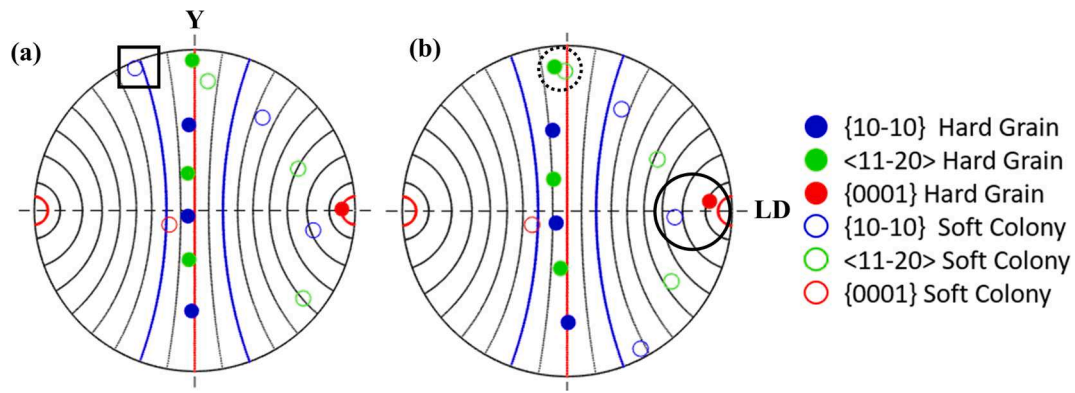 Y
(a)
(b)
{10-10} Hard Grain
<11-20> Hard Grain
{0001} Hard Grain
LD
{10-10} Soft Colony
<11-20> Soft Colony
{0001} Soft Colony